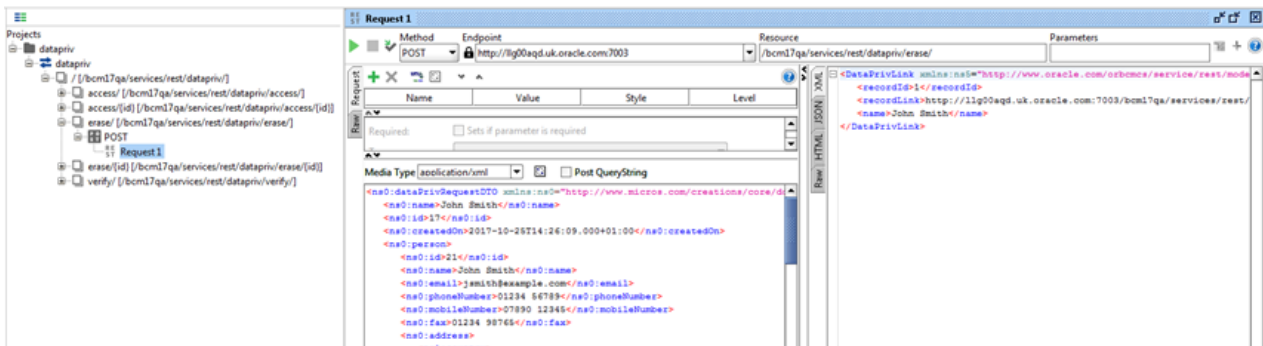 Projects
datapriv
datapriv
/ [/bcm17qa/services/rest/datapriv/]
access/ [/bcm17qa/services/rest/datapriv/access/]
access/{id} [/bcm17qa/services/rest/datapriv/access/{id}]
erase/ [/bcm17qa/services/rest/datapriv/erase/]
POST
REST Request 1
erase/{id} [/bcm17qa/services/rest/datapriv/erase/{id}]
verify/ [/bcm17qa/services/rest/datapriv/verify/]
REST Request 1
Method Endpoint Resource Parameters
POST http://llg00aqd.uk.oracle.com:7003 /bcm17qa/services/rest/datapriv/erase/
Request
Raw
Name Value Style Level
Required: Sets if parameter is required
Media Type application/xml Post QueryString
<ns0:dataPrivRequestDTO xmlns:ns0="http://www.micros.com/creations/core/do
<ns0:name>John Smith</ns0:name>
<ns0:id>17</ns0:id>
<ns0:createdOn>2017-10-25T14:26:09.000+01:00</ns0:createdOn>
<ns0:person>
<ns0:id>21</ns0:id>
<ns0:name>John Smith</ns0:name>
<ns0:email>jsmith@example.com</ns0:email>
<ns0:phoneNumber>01234 56789</ns0:phoneNumber>
<ns0:mobileNumber>07890 12345</ns0:mobileNumber>
<ns0:fax>01234 98765</ns0:fax>
<ns0:address>
XML
JSON
HTML
Raw
<DataPrivLink xmlns:ns6="http://www.oracle.com/orbcmcs/service/rest/mode
<recordId>1</recordId>
<recordLink>http://llg00aqd.uk.oracle.com:7003/bcm17qa/services/rest/
<name>John Smith</name>
</DataPrivLink>